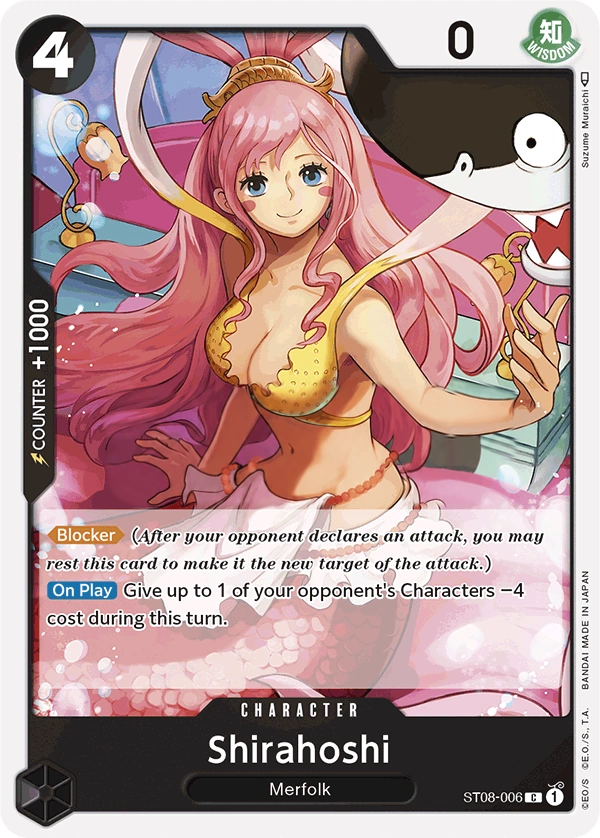 4
0
知
WISDOM
Suzume Muraichi
COUNTER +1000
Blocker (After your opponent declares an attack, you may
rest this card to make it the new target of the attack.)
On Play Give up to 1 of your opponent's Characters −4
cost during this turn.
BANDAI MADE IN JAPAN
©EO/S ©E.O./S., T.A.
CHARACTER
Shirahoshi
Merfolk
ST08-006 C 1